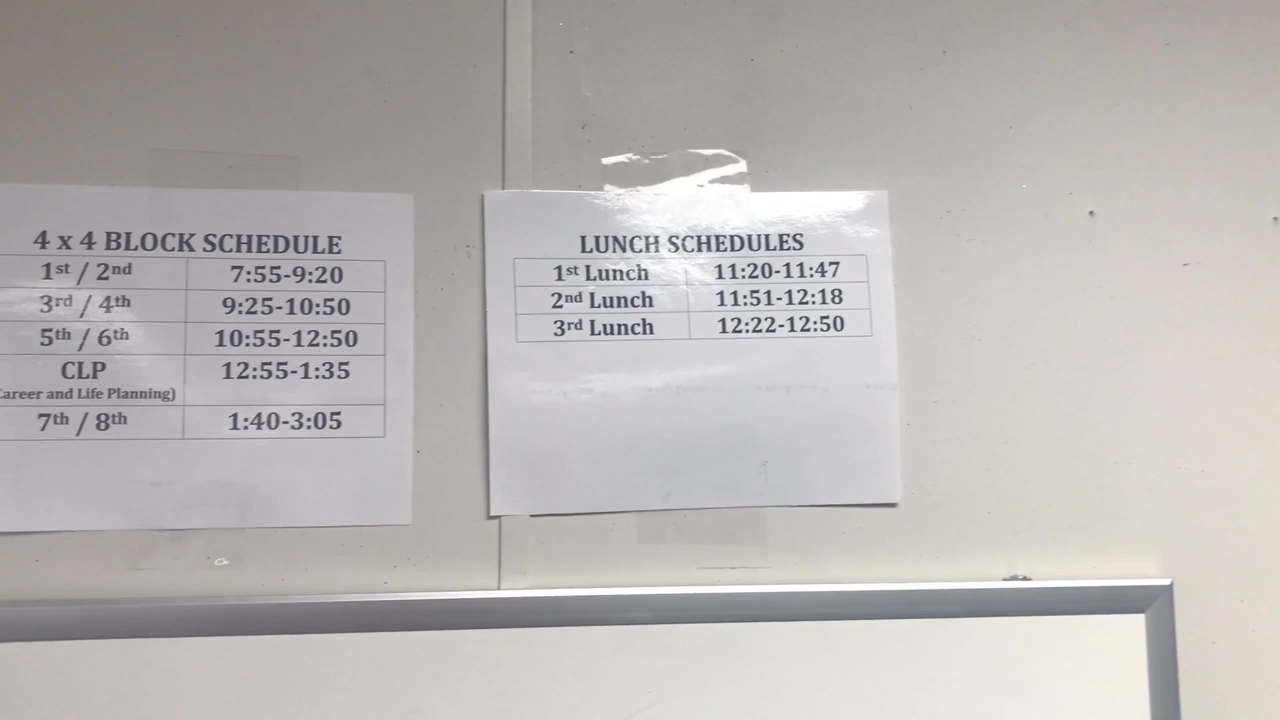 4 x 4 BLOCK SCHEDULE
1st / 2nd 7:55-9:20
3rd / 4th 9:25-10:50
5th / 6th 10:55-12:50
CLP 12:55-1:35
and Life Planning)
7th / 8th 1:40-3:05
LUNCH SCHEDULES
1st Lunch 11:20-11:47
2nd Lunch 11:51-12:18
3rd Lunch 12:22-12:50